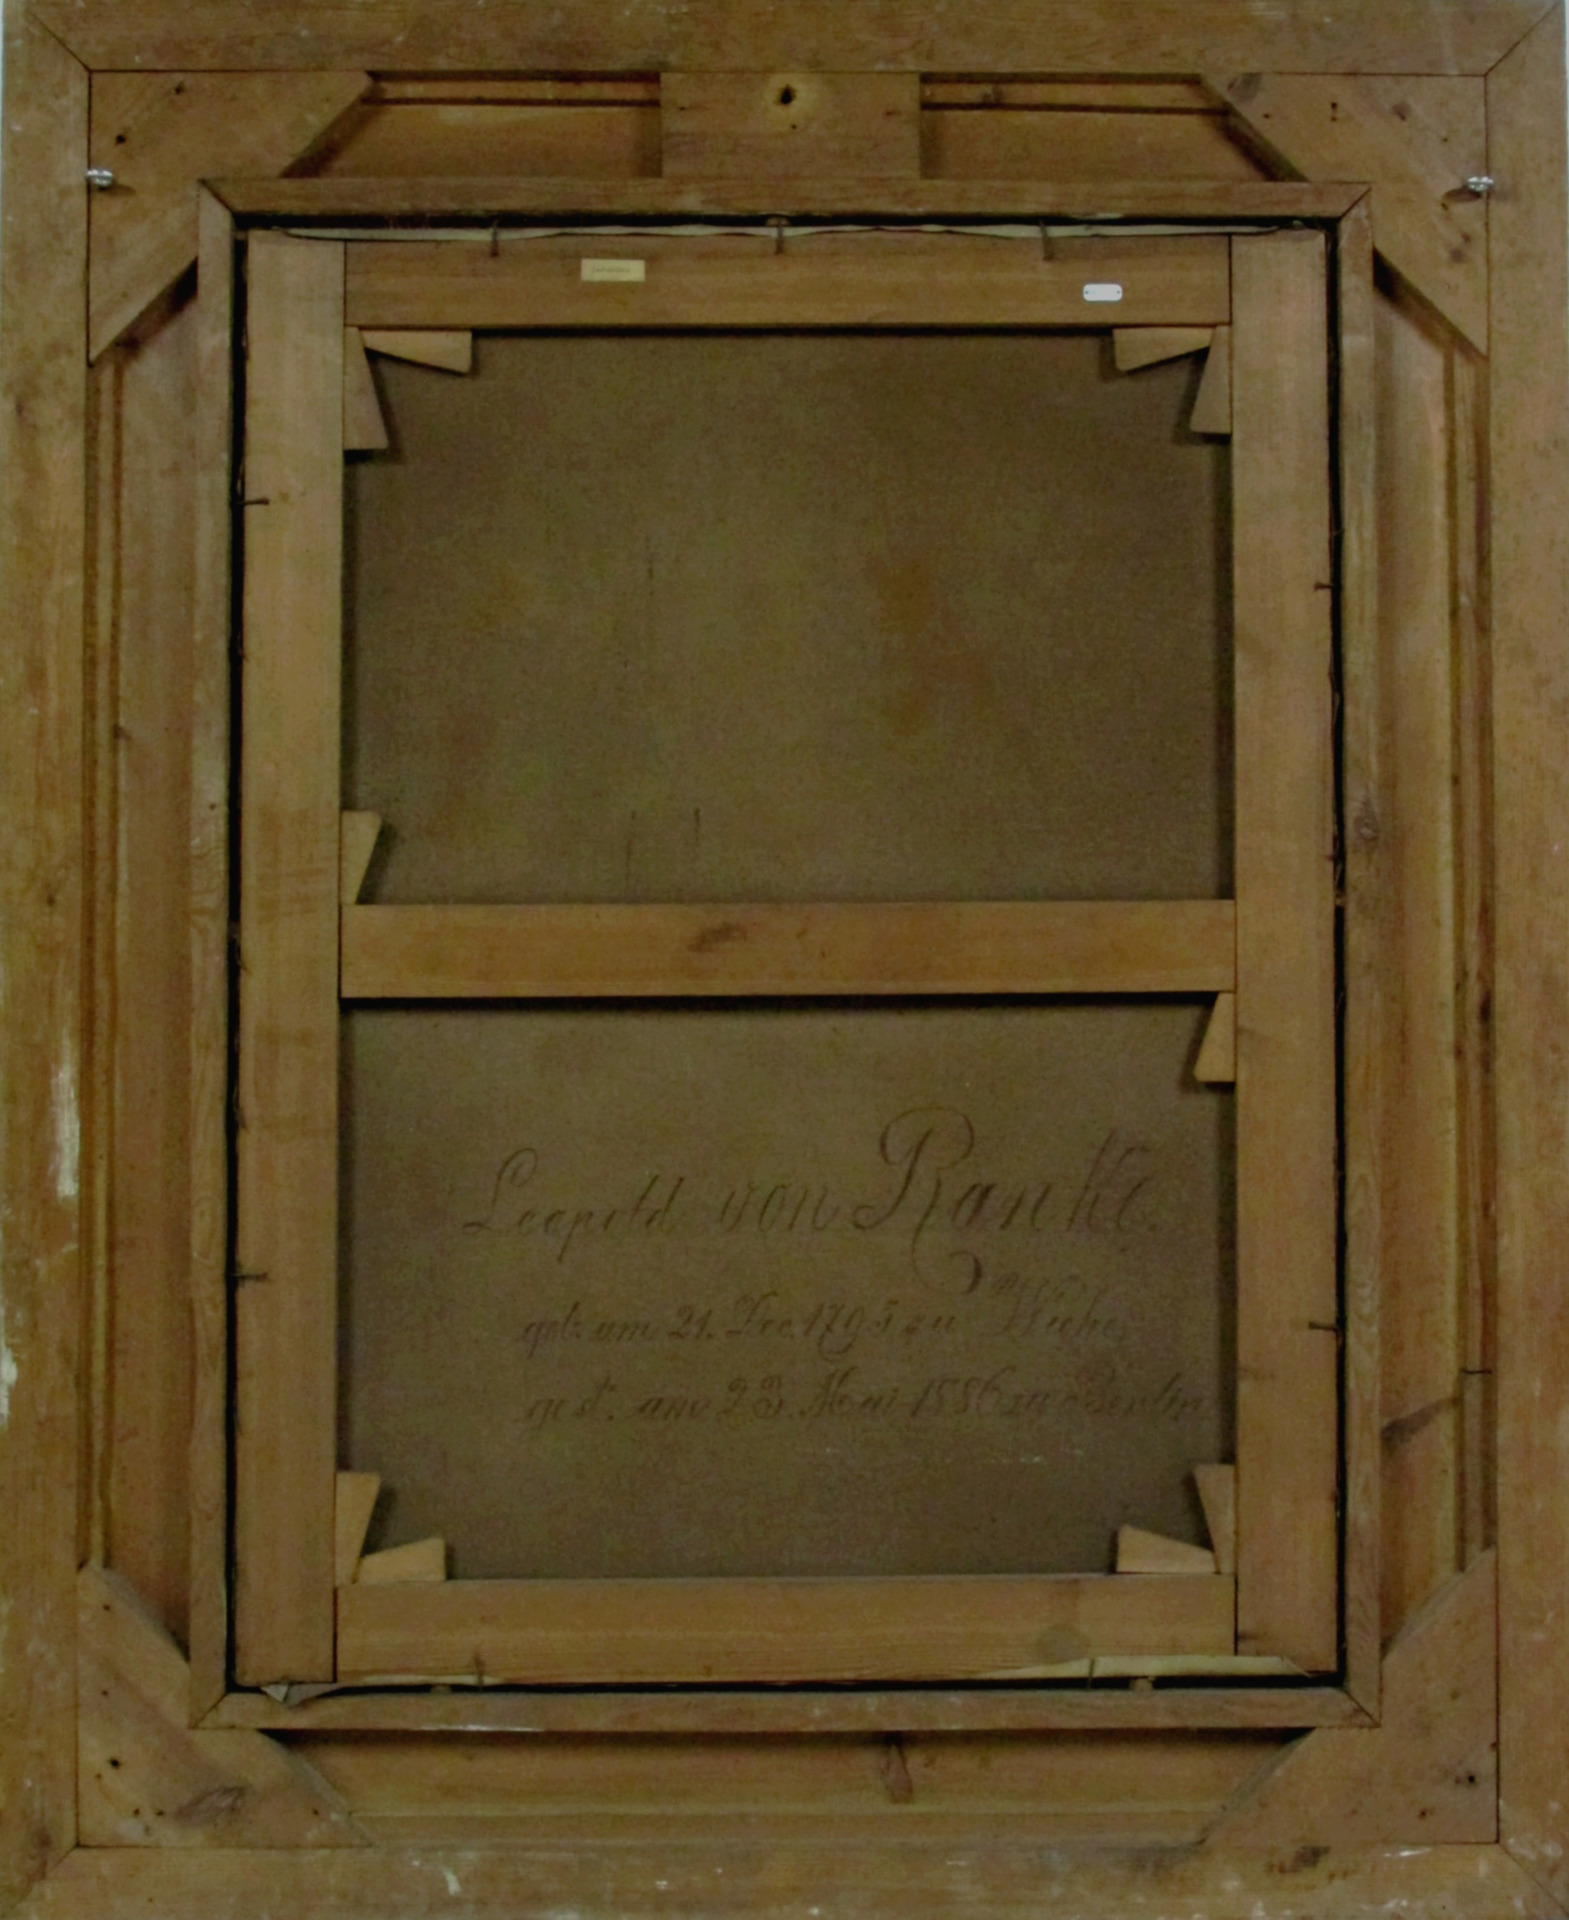 Leopold von Ranke.
geb: am 21. Dec. 1795 zu Wiehe,
gest. am 23. Mai 1886 zu Berlin